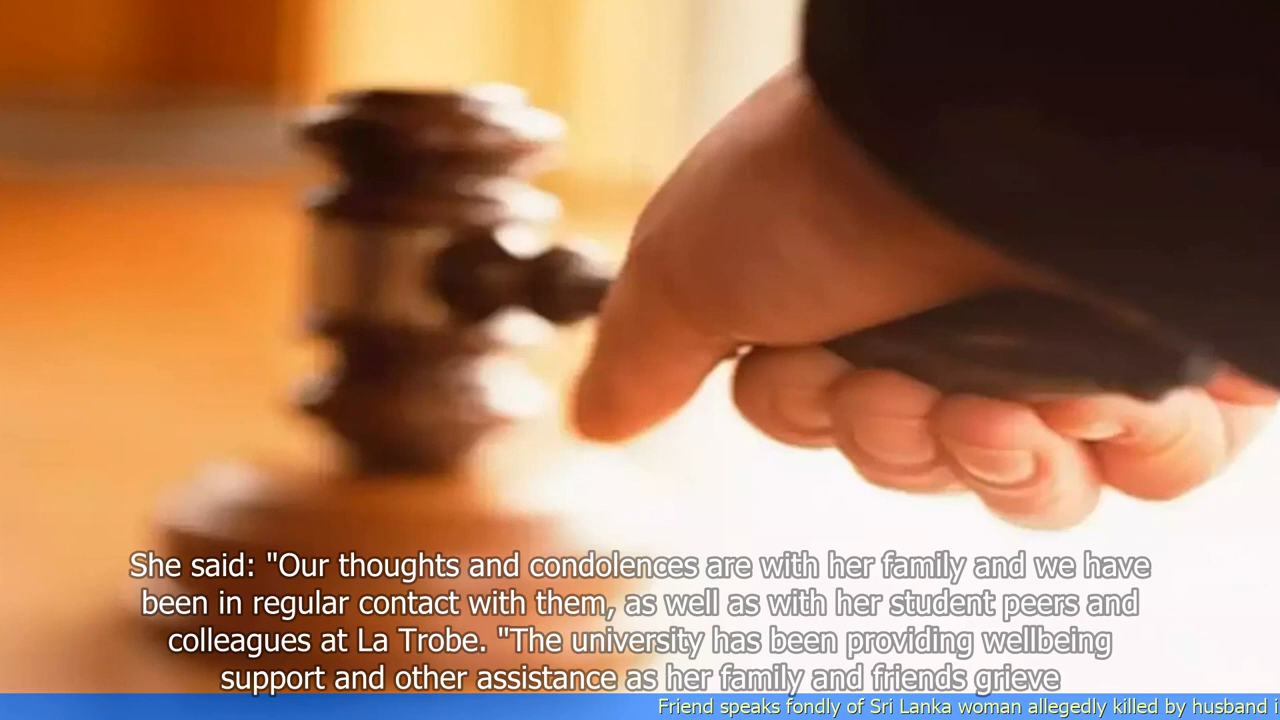 She said: "Our thoughts and condolences are with her family and we have
been in regular contact with them, as well as with her student peers and
colleagues at La Trobe. "The university has been providing wellbeing
support and other assistance as her family and friends grieve
Friend speaks fondly of Sri Lanka woman allegedly killed by husband i